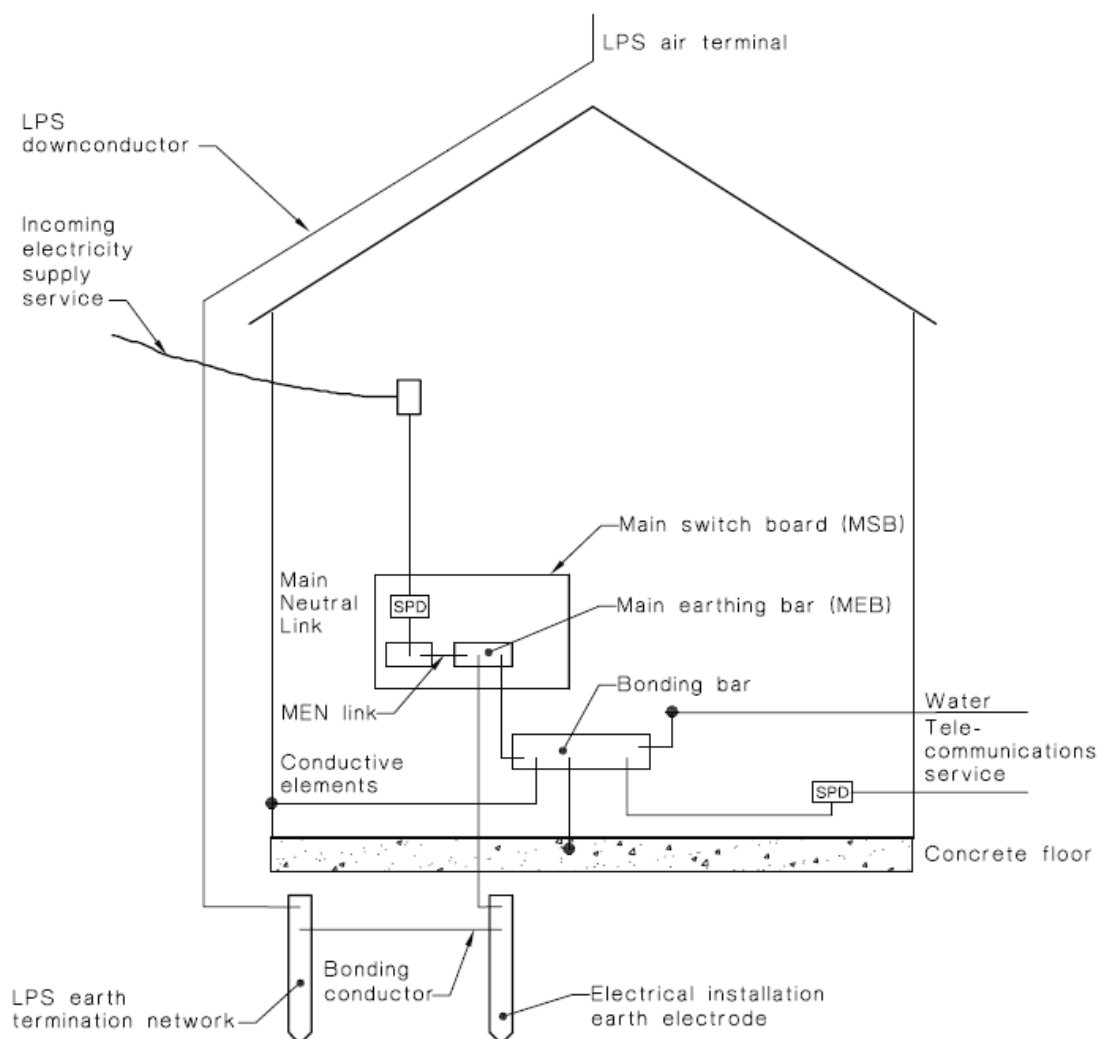 LPS air terminal
LPS
downconductor
Incoming
electricity
supply
service
Main switch board (MSB)
Main
Neutral
Link
SPD
Main earthing bar (MEB)
MEN link
Bonding bar
Water
Tele-
communications
service
Conductive
elements
SPD
Concrete floor
Bonding
conductor
LPS earth
termination network
Electrical installation
earth electrode